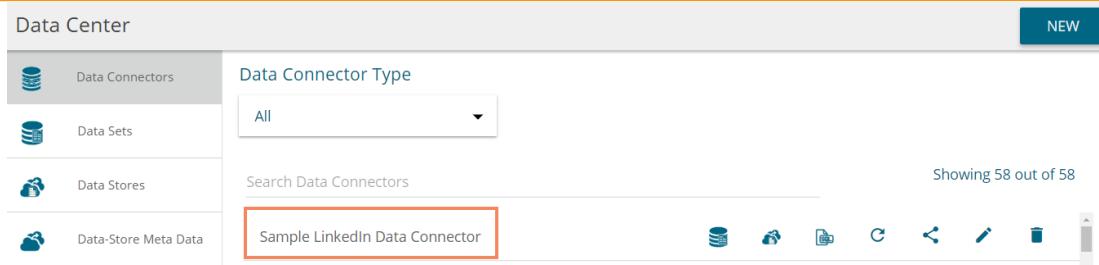 Data Center
NEW
Data Connectors
Data Sets
Data Stores
Data-Store Meta Data
Data Connector Type
All
Search Data Connectors
Showing 58 out of 58
Sample LinkedIn Data Connector